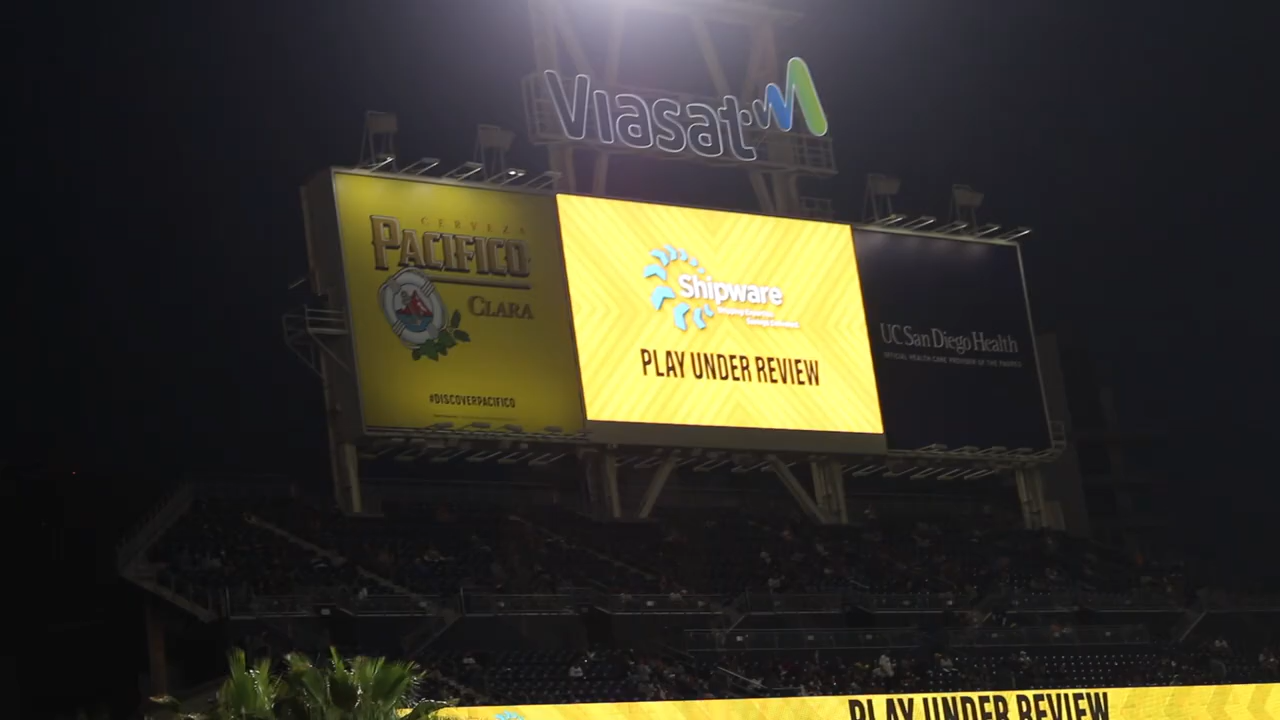 Viasat
CERVEZA
PACIFICO
CLARA
#DISCOVERPACIFICO
Shipware
PLAY UNDER REVIEW
UC San Diego Health
OFFICIAL HEALTH CARE PROVIDER OF THE PADRES
PLAY UNDER REVIEW